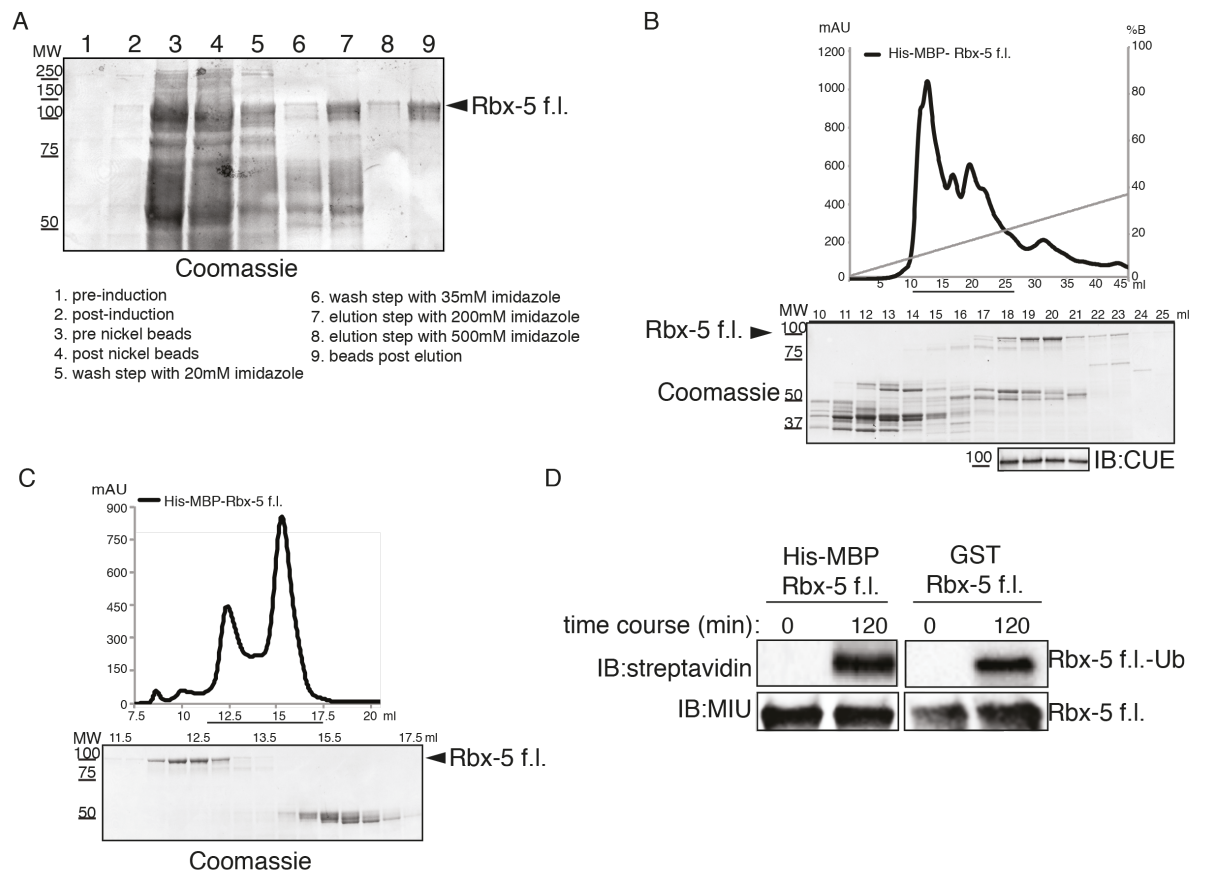 A
MW 1 2 3 4 5 6 7 8 9
250
150
100
75
50
Rbx-5 f.l.
Coomassie
1. pre-induction
2. post-induction
3. pre nickel beads
4. post nickel beads
5. wash step with 20mM imidazole
6. wash step with 35mM imidazole
7. elution step with 200mM imidazole
8. elution step with 500mM imidazole
9. beads post elution
B
mAU
%B
His-MBP- Rbx-5 f.l.
1200
1000
800
600
400
200
0
100
80
60
40
20
0
5 10 15 20 25 30 35 40 45 ml
MW 10 11 12 13 14 15 16 17 18 19 20 21 22 23 24 25 ml
Rbx-5 f.l.
100
75
50
37
Coomassie
100
IB:CUE
C
mAU
His-MBP-Rbx-5 f.l.
900
750
600
450
300
150
0
7.5 10 12.5 15 17.5 20 ml
MW 11.5 12.5 13.5 15.5 17.5 ml
100
75
50
Rbx-5 f.l.
Coomassie
D
His-MBP
Rbx-5 f.l.
GST
Rbx-5 f.l.
time course (min): 0 120 0 120
IB:streptavidin
Rbx-5 f.l.-Ub
IB:MIU
Rbx-5 f.l.